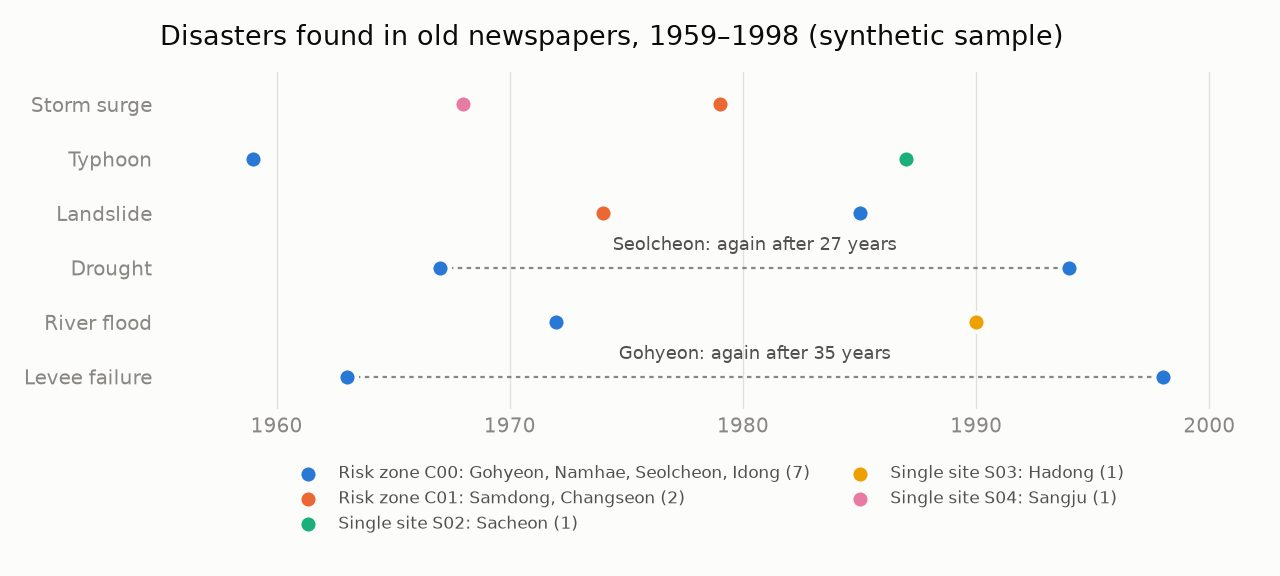 Disasters found in old newspapers, 1959–1998 (synthetic sample)
Storm surge
Typhoon
Landslide
Seolcheon: again after 27 years
Drought
River flood
Gohyeon: again after 35 years
Levee failure
1960 1970 1980 1990 2000
Risk zone C00: Gohyeon, Namhae, Seolcheon, Idong (7)
Risk zone C01: Samdong, Changseon (2)
Single site S02: Sacheon (1)
Single site S03: Hadong (1)
Single site S04: Sangju (1)